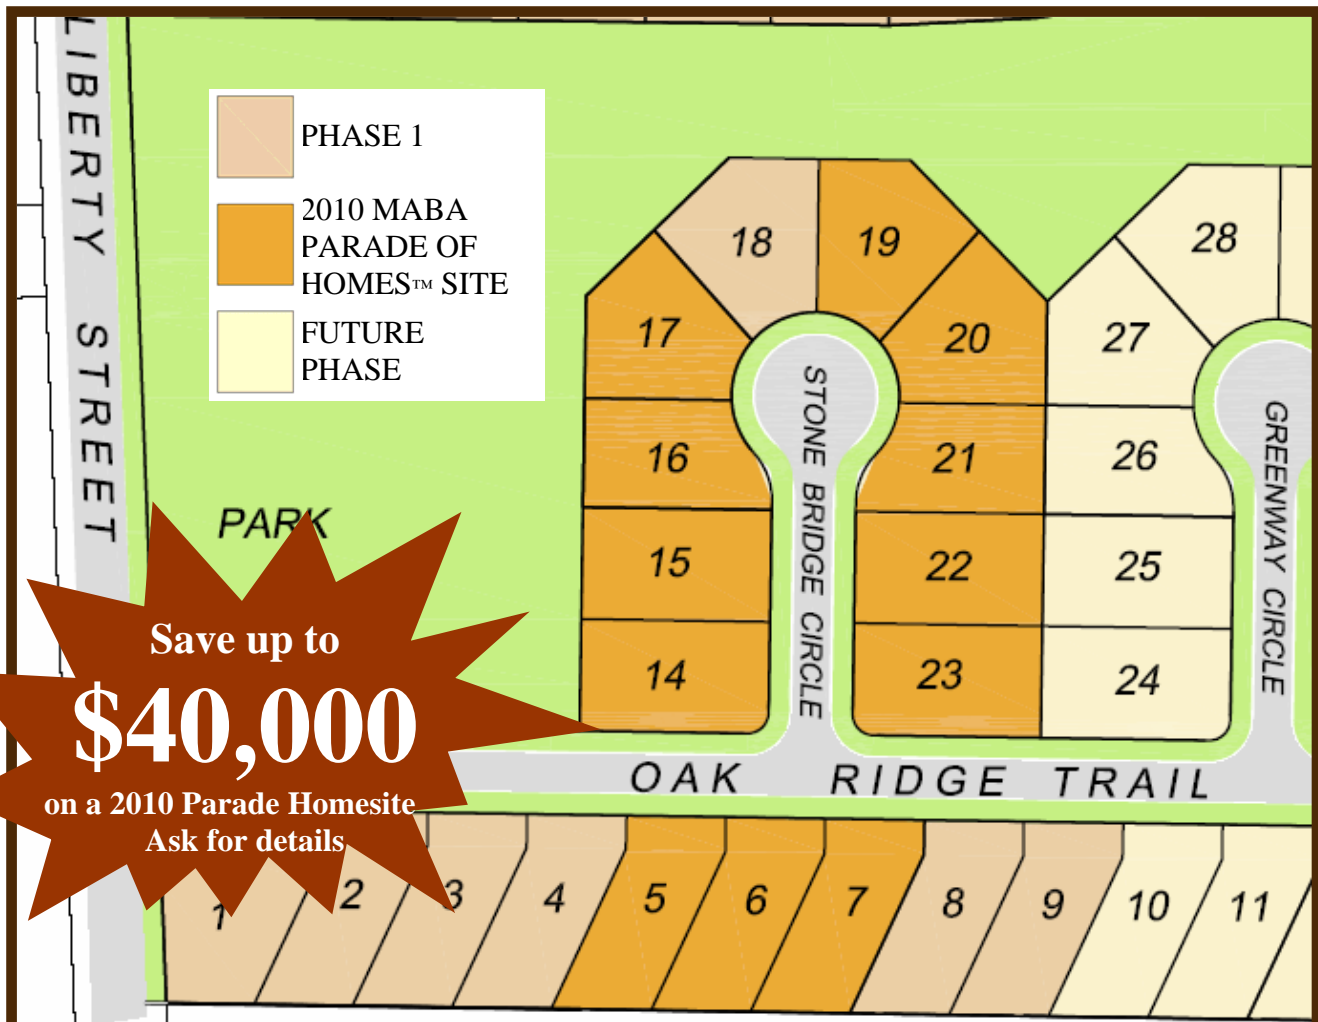 LIBERTY STREET
PHASE 1
2010 MABA
PARADE OF
HOMES™ SITE
FUTURE
PHASE
18
19
28
17
20
27
STONE BRIDGE CIRCLE
GREENWAY CIRCLE
16
21
26
PARK
15
22
25
14
23
24
Save up to
$40,000
on a 2010 Parade Homesite
Ask for details
OAK RIDGE TRAIL
1
2
3
4
5
6
7
8
9
10
11